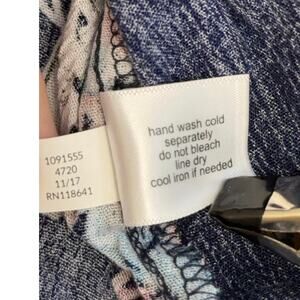 hand wash cold
separately
do not bleach
line dry
cool iron if needed
1091555
4720
11/17
RN118641